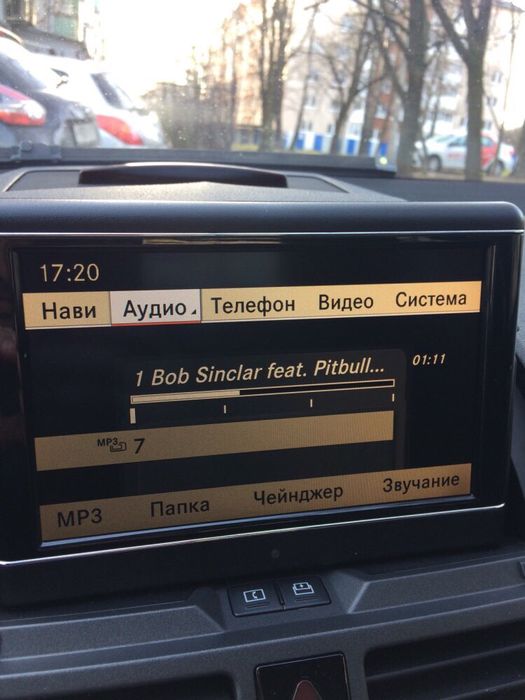 17:20
Нави Аудио Телефон Видео Система
1 Bob Sinclar feat. Pitbull...
01:11
MP3 7
MP3 Папка Чейнджер Звучание